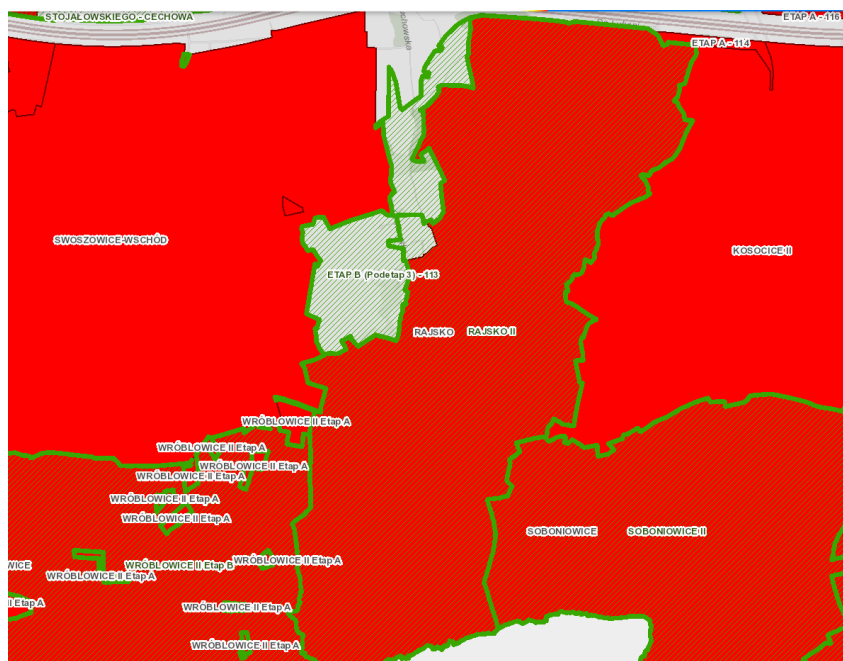 STOJAŁOWSKIEGO - CECHOWA
ETAP A - 116
ETAP A - 114
SWOSZOWICE-WSCHÓD
KOSOCICE II
ETAP B (Podetap 3) - 113
RAJSKO
RAJSKO II
WRÓBLOWICE II Etap A
WRÓBLOWICE II Etap A
WRÓBLOWICE II Etap A
WRÓBLOWICE II Etap A
WRÓBLOWICE II Etap A
WRÓBLOWICE II Etap A
SOBONIOWICE
SOBONIOWICE II
WICE
WRÓBLOWICE II Etap B
WRÓBLOWICE II Etap A
WRÓBLOWICE II Etap A
II Etap A
WRÓBLOWICE II Etap A
WRÓBLOWICE II Etap A